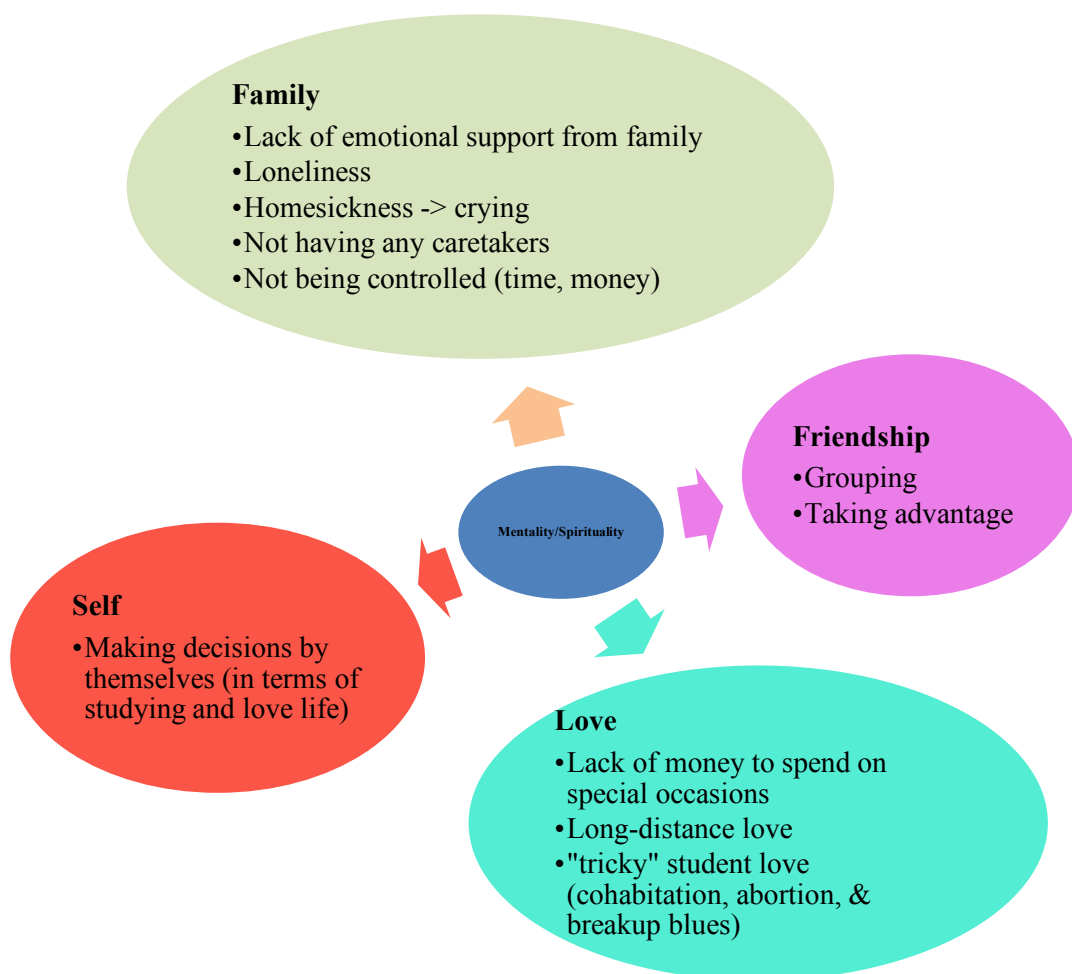 Family
•Lack of emotional support from family
•Loneliness
•Homesickness -> crying
•Not having any caretakers
•Not being controlled (time, money)
Friendship
•Grouping
•Taking advantage
Mentality/Spirituality
Self
•Making decisions by
themselves (in terms of
studying and love life)
Love
•Lack of money to spend on
special occasions
•Long-distance love
•"tricky" student love
(cohabitation, abortion, &
breakup blues)